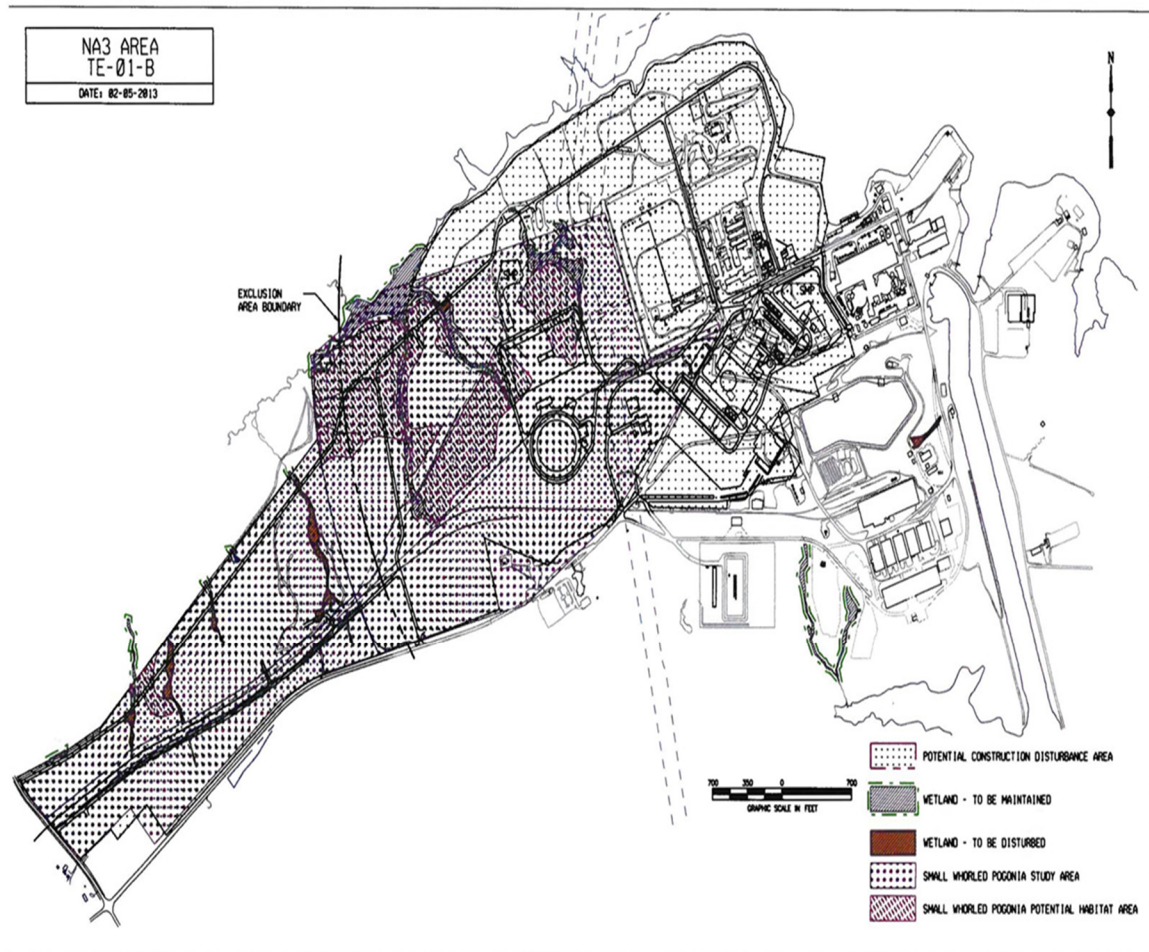 NA3 AREA
TE-01-B
DATE: 02-05-2013
N
EXCLUSION
AREA BOUNDARY
SWP
SWP
700 350 0 700
GRAPHIC SCALE IN FEET
POTENTIAL CONSTRUCTION DISTURBANCE AREA
WETLAND - TO BE MAINTAINED
WETLAND - TO BE DISTURBED
SMALL WHORLED POGONIA STUDY AREA
SMALL WHORLED POGONIA POTENTIAL HABITAT AREA